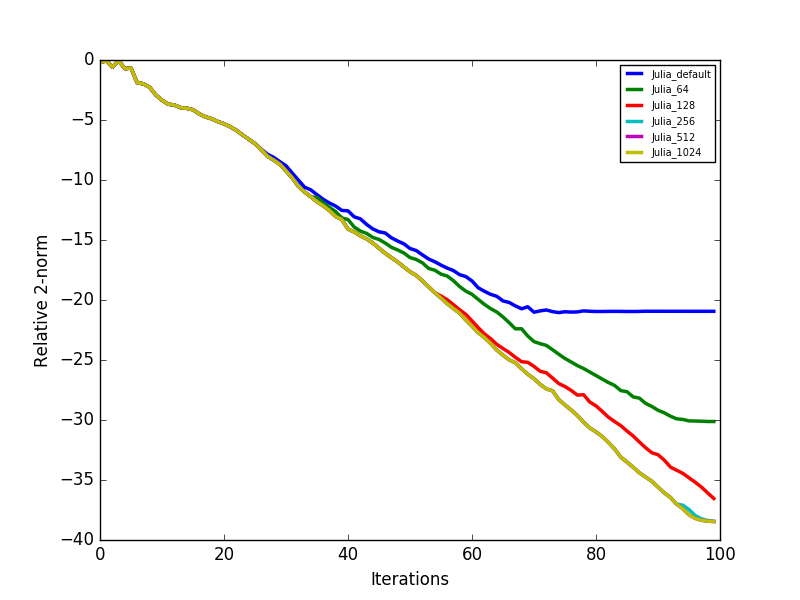 0
−5
−10
−15
−20
−25
−30
−35
−40
Relative 2-norm
Julia_default
Julia_64
Julia_128
Julia_256
Julia_512
Julia_1024
0 20 40 60 80 100
Iterations